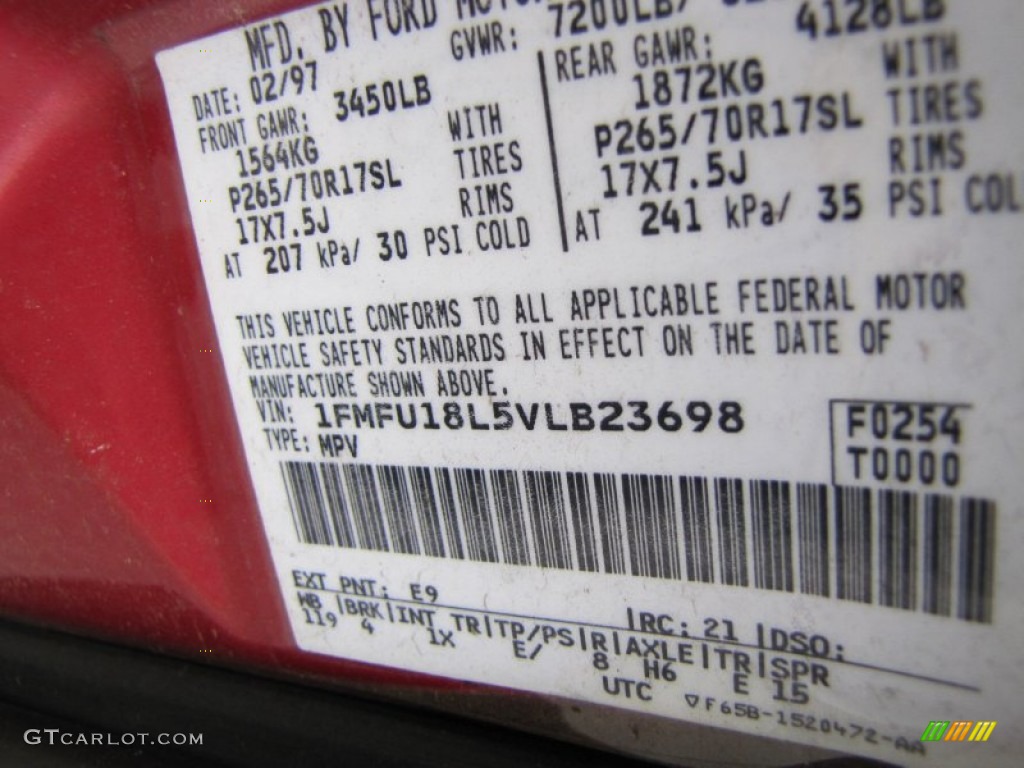 MFD. BY FORD MOTOR
DATE: 02/97 GVWR: 7200LB/
FRONT GAWR: 3450LB
1564KG WITH
P265/70R17SL TIRES
17X7.5J RIMS
AT 207 kPa/ 30 PSI COLD
REAR GAWR: 4128LB
1872KG WITH
P265/70R17SL TIRES
17X7.5J RIMS
AT 241 kPa/ 35 PSI COL
THIS VEHICLE CONFORMS TO ALL APPLICABLE FEDERAL MOTOR
VEHICLE SAFETY STANDARDS IN EFFECT ON THE DATE OF
MANUFACTURE SHOWN ABOVE.
VIN: 1FMFU18L5VLB23698
TYPE: MPV
F0254
T0000
EXT PNT: E9 |RC: 21 |DSO:
WB |BRK|INT TR|TP/PS|R|AXLE|TR|SPR
119 4 1X E/ 8 H6 E 15
UTC ▽F65B-1520472-AA
GTCARLOT.COM